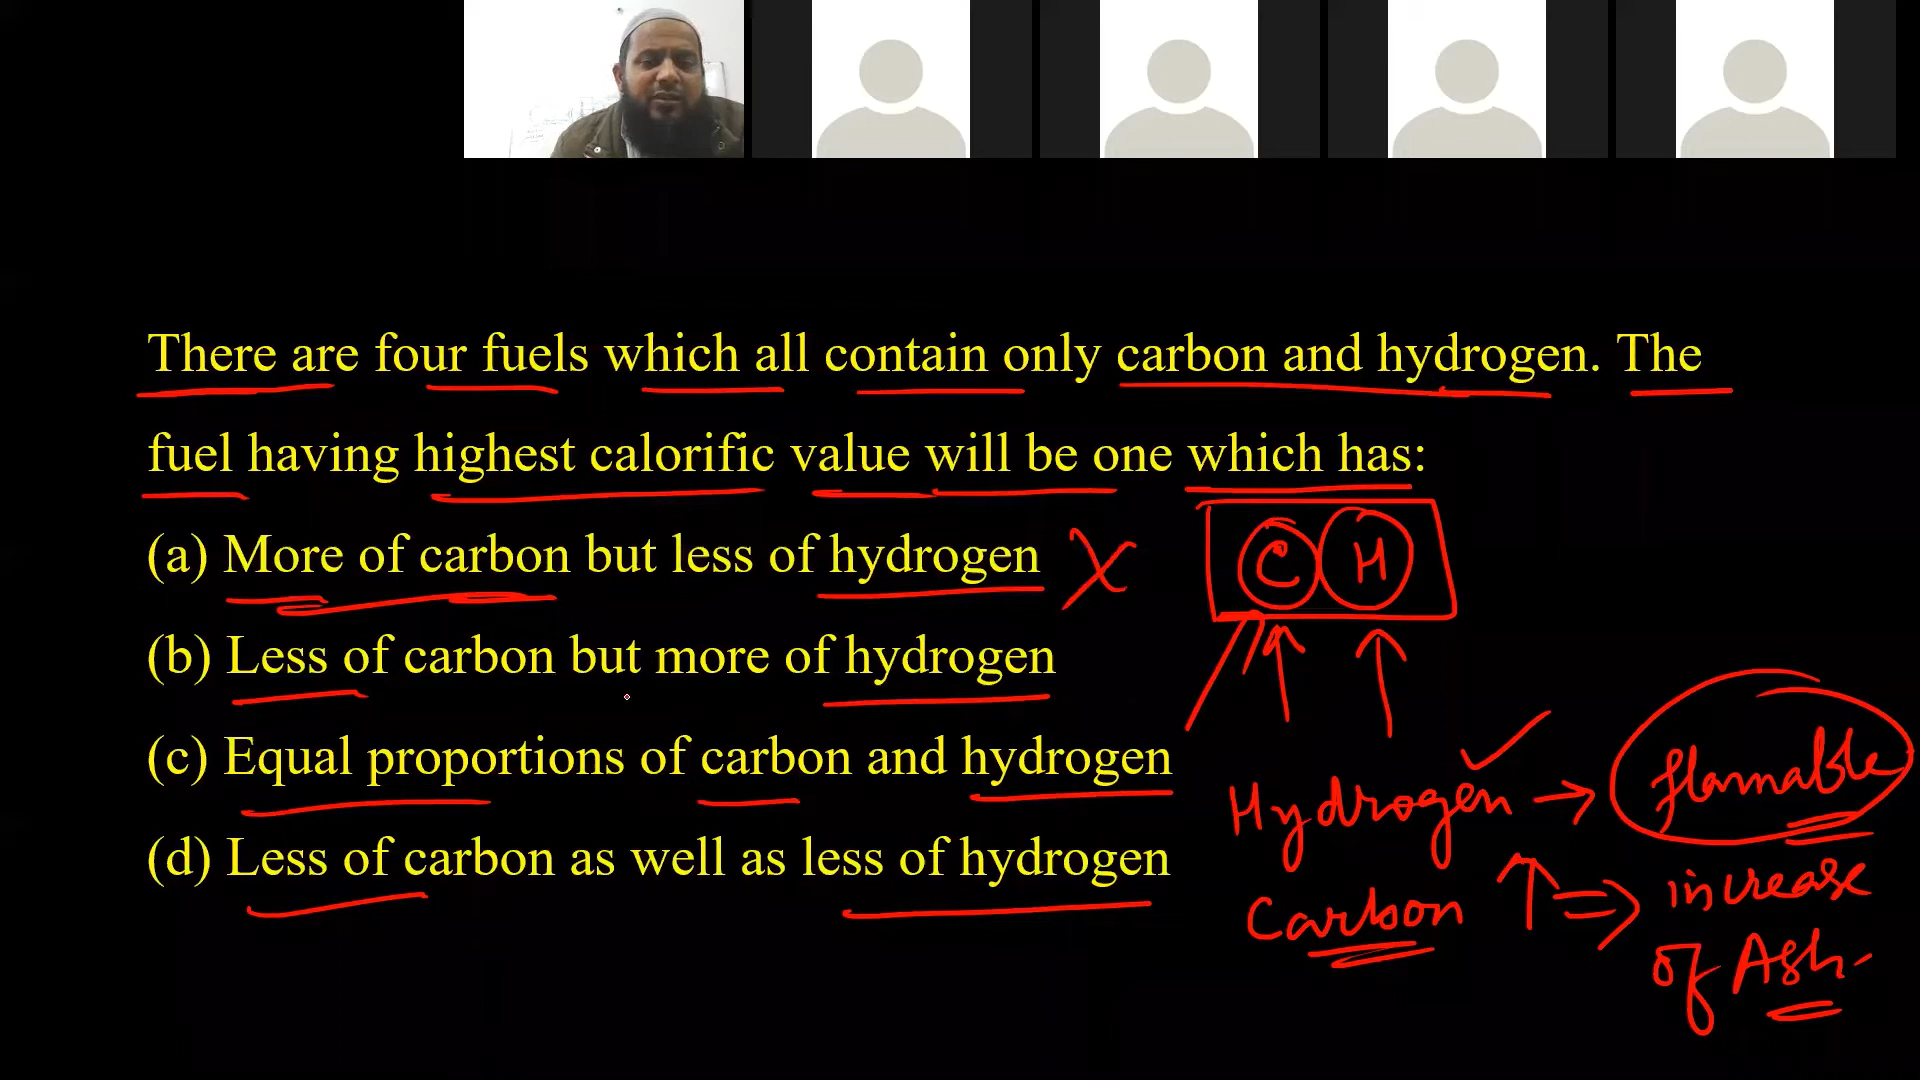 There are four fuels which all contain only carbon and hydrogen. The
fuel having highest calorific value will be one which has:
(a) More of carbon but less of hydrogen X
C H
(b) Less of carbon but more of hydrogen
(c) Equal proportions of carbon and hydrogen
(d) Less of carbon as well as less of hydrogen
Hydrogen → flamable
Carbon ↑ ⇒ increase
of Ash.